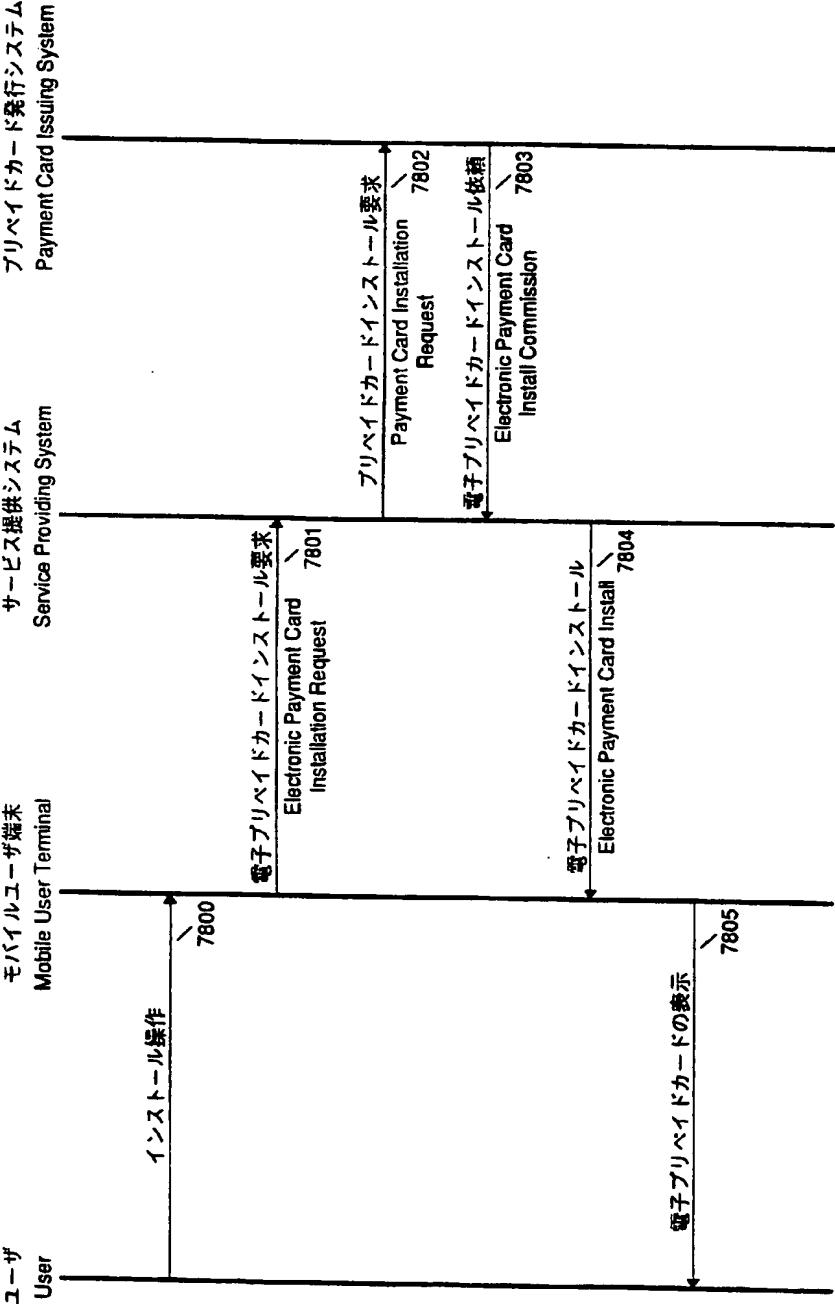 ユーザ
User
モバイルユーザ端末
Mobile User Terminal
サービス提供システム
Service Providing System
プリペイドカード発行システム
Payment Card Issuing System
インストール操作
7800
電子プリペイドカードインストール要求
7801
Electronic Payment Card
Installation Request
プリペイドカードインストール要求
7802
Payment Card Installation
Request
電子プリペイドカードインストール依頼
7803
Electronic Payment Card
Install Commission
電子プリペイドカードインストール
7804
Electronic Payment Card Install
電子プリペイドカードの表示
7805